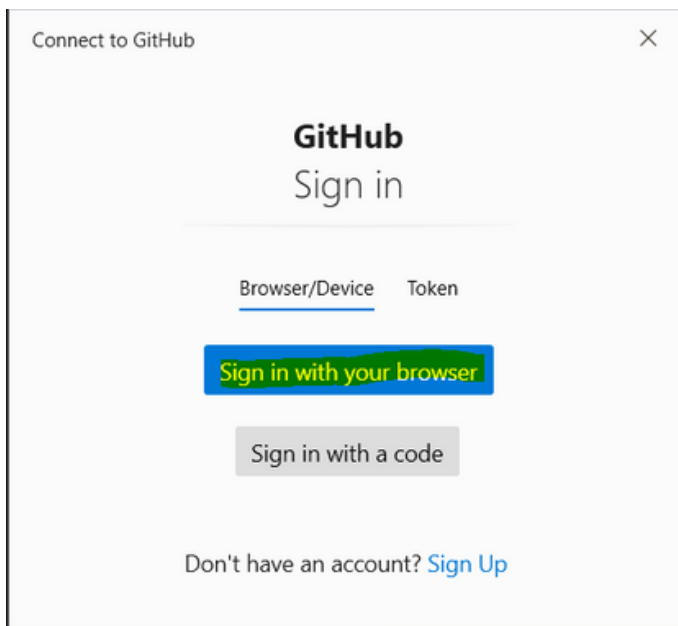 Connect to GitHub
GitHub
Sign in
Browser/Device Token
Sign in with your browser
Sign in with a code
Don't have an account? Sign Up